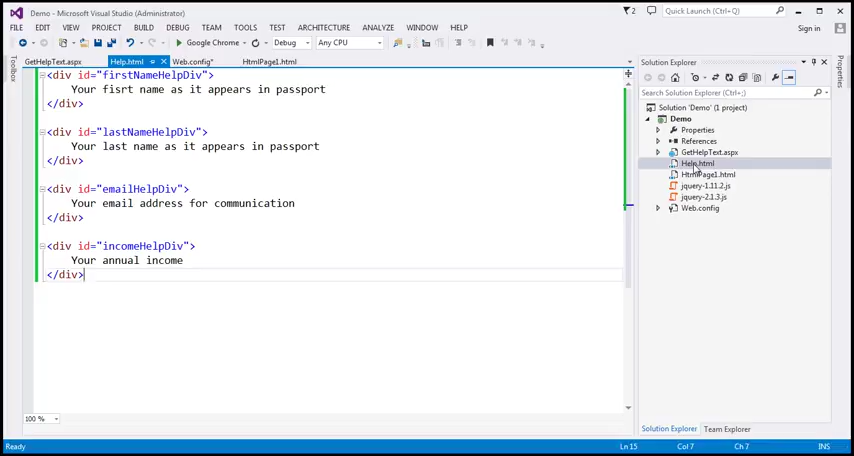 Demo - Microsoft Visual Studio (Administrator)
2
Quick Launch (Ctrl+Q)
FILE EDIT VIEW PROJECT BUILD DEBUG TEAM TOOLS TEST ARCHITECTURE ANALYZE WINDOW HELP
Sign in
Google Chrome Debug Any CPU
Toolbox
GetHelpText.aspx Help.html Web.config* HtmlPage1.html
<div id="firstNameHelpDiv">
Your fisrt name as it appears in passport
</div>
<div id="lastNameHelpDiv">
Your last name as it appears in passport
</div>
<div id="emailHelpDiv">
Your email address for communication
</div>
<div id="incomeHelpDiv">
Your annual income
</div>
100 %
Solution Explorer
Search Solution Explorer (Ctrl+;)
Solution 'Demo' (1 project)
Demo
Properties
References
GetHelpText.aspx
Help.html
HtmlPage1.html
jquery-1.11.2.js
jquery-2.1.3.js
Web.config
Solution Explorer Team Explorer
Properties
Ready Ln 15 Col 7 Ch 7 INS